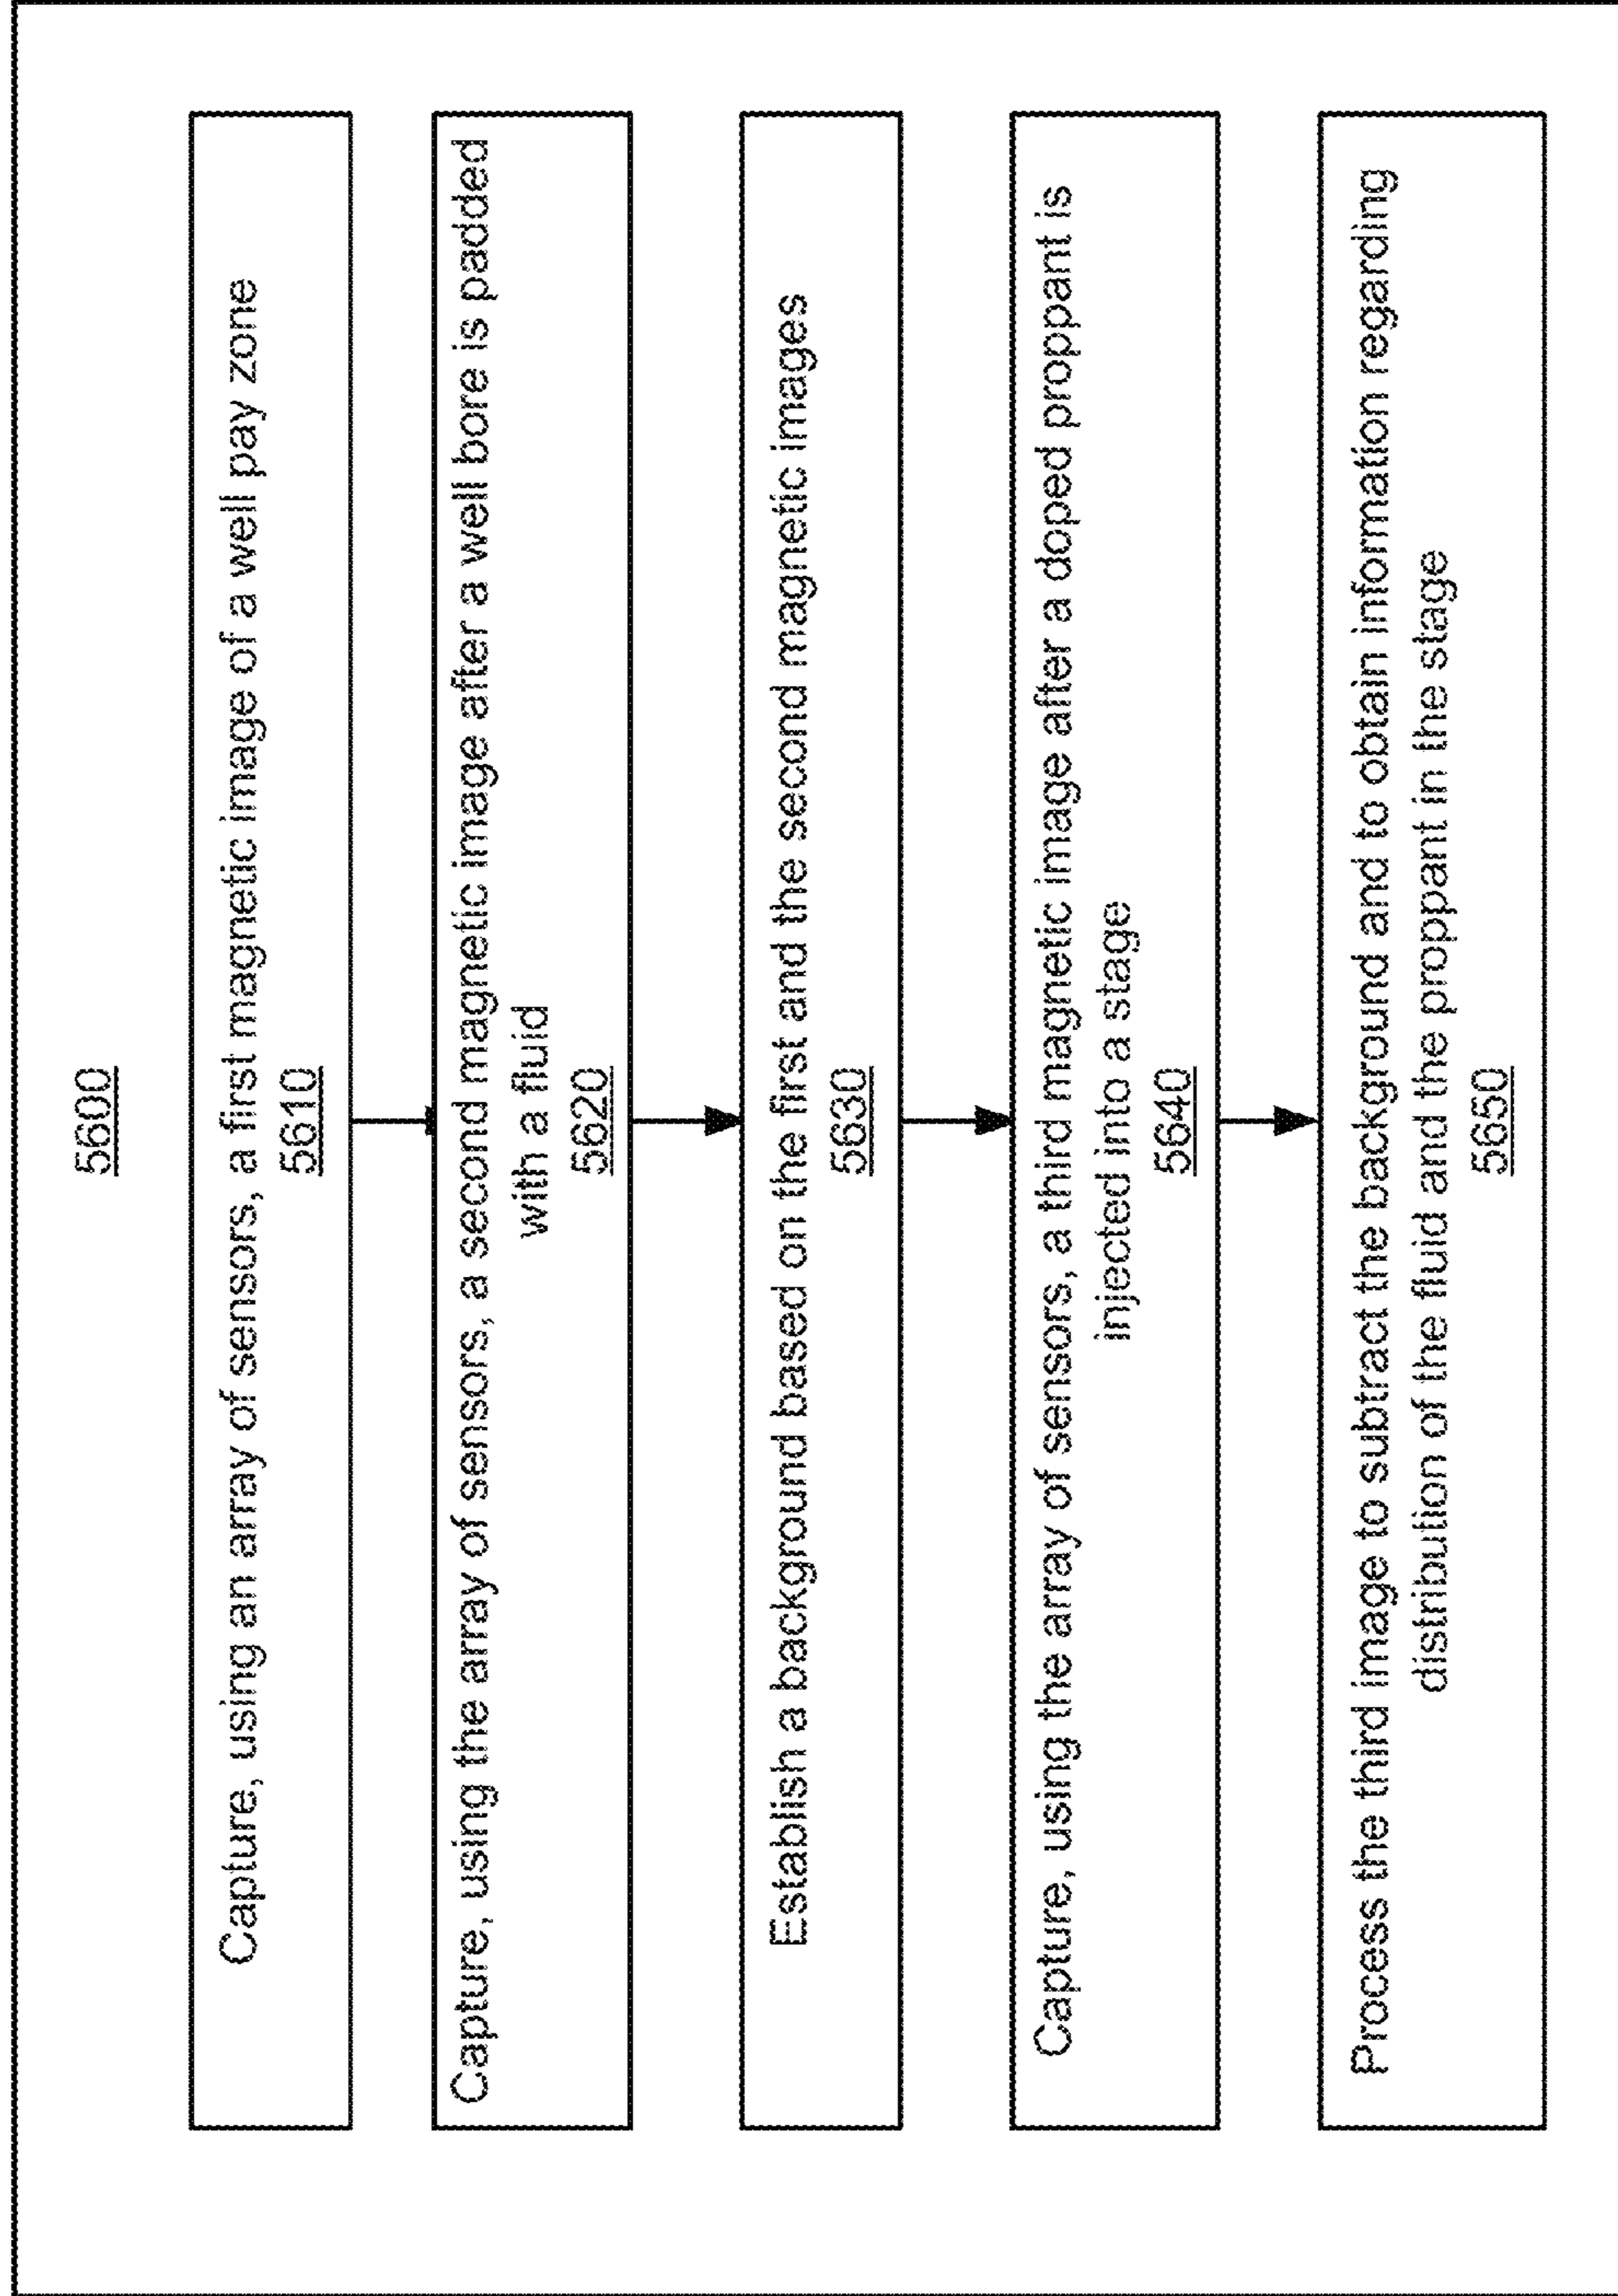 5600
Capture, using an array of sensors, a first magnetic image of a well pay zone
5610
Capture, using the array of sensors, a second magnetic image after a well bore is padded
with a fluid
5620
Establish a background based on the first and the second magnetic images
5630
Capture, using the array of sensors, a third magnetic image after a doped proppant is
injected into a stage
5640
Process the third image to subtract the background and to obtain information regarding
distribution of the fluid and the proppant in the stage
5650